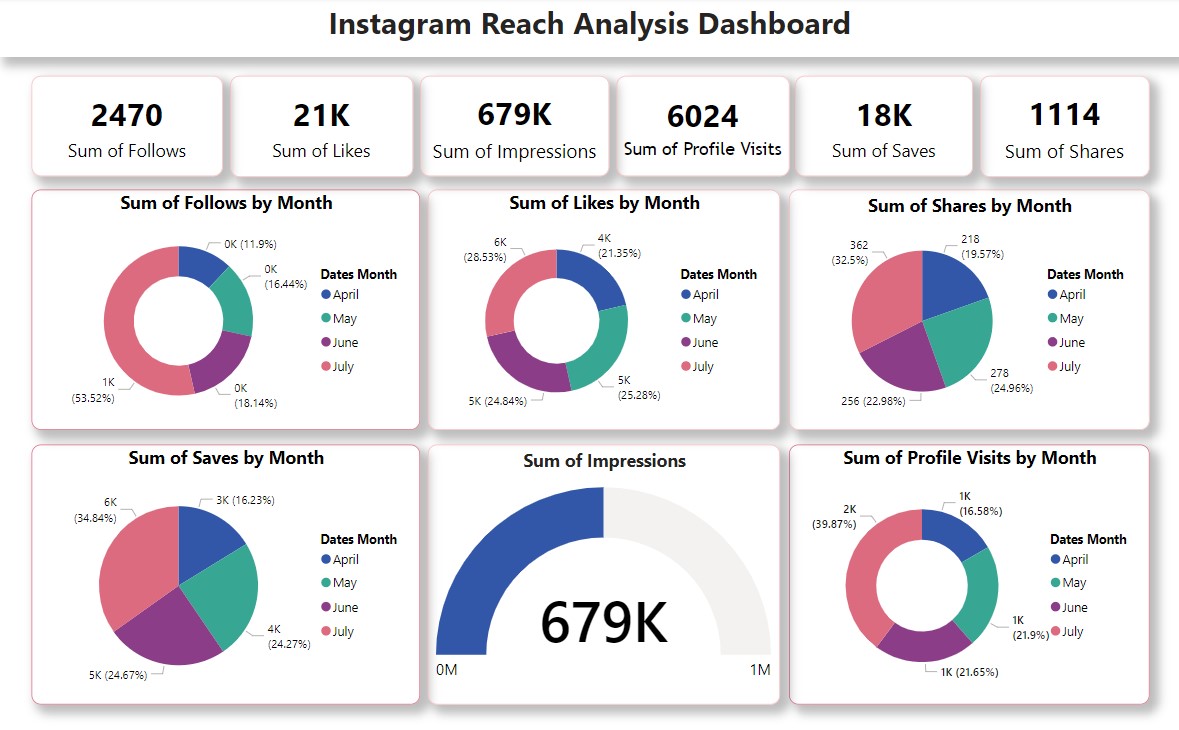 Instagram Reach Analysis Dashboard
2470
Sum of Follows
21K
Sum of Likes
679K
Sum of Impressions
6024
Sum of Profile Visits
18K
Sum of Saves
1114
Sum of Shares
Sum of Follows by Month
0K (11.9%)
0K
(16.44%)
0K
(18.14%)
1K
(53.52%)
Dates Month
April
May
June
July
Sum of Likes by Month
4K
(21.35%)
5K
(25.28%)
5K (24.84%)
6K
(28.53%)
Dates Month
April
May
June
July
Sum of Shares by Month
218
(19.57%)
278
(24.96%)
256 (22.98%)
362
(32.5%)
Dates Month
April
May
June
July
Sum of Saves by Month
3K (16.23%)
4K
(24.27%)
5K (24.67%)
6K
(34.84%)
Dates Month
April
May
June
July
Sum of Impressions
679K
0M
1M
Sum of Profile Visits by Month
1K
(16.58%)
1K
(21.9%)
1K (21.65%)
2K
(39.87%)
Dates Month
April
May
June
July